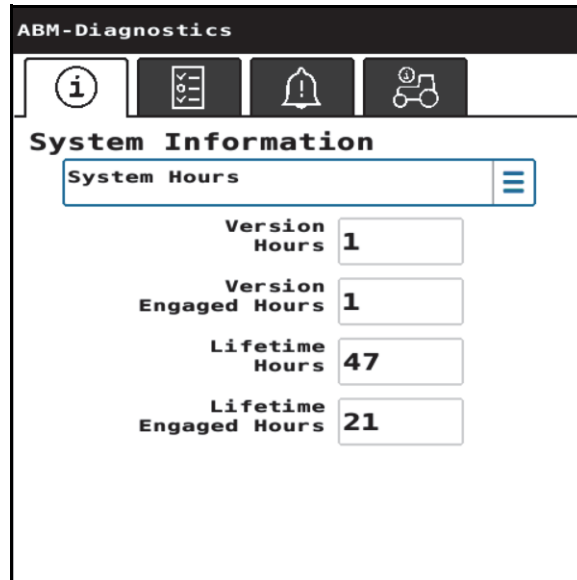 ABM-Diagnostics
System Information
System Hours
Version
Hours
1
Version
Engaged Hours
1
Lifetime
Hours
47
Lifetime
Engaged Hours
21